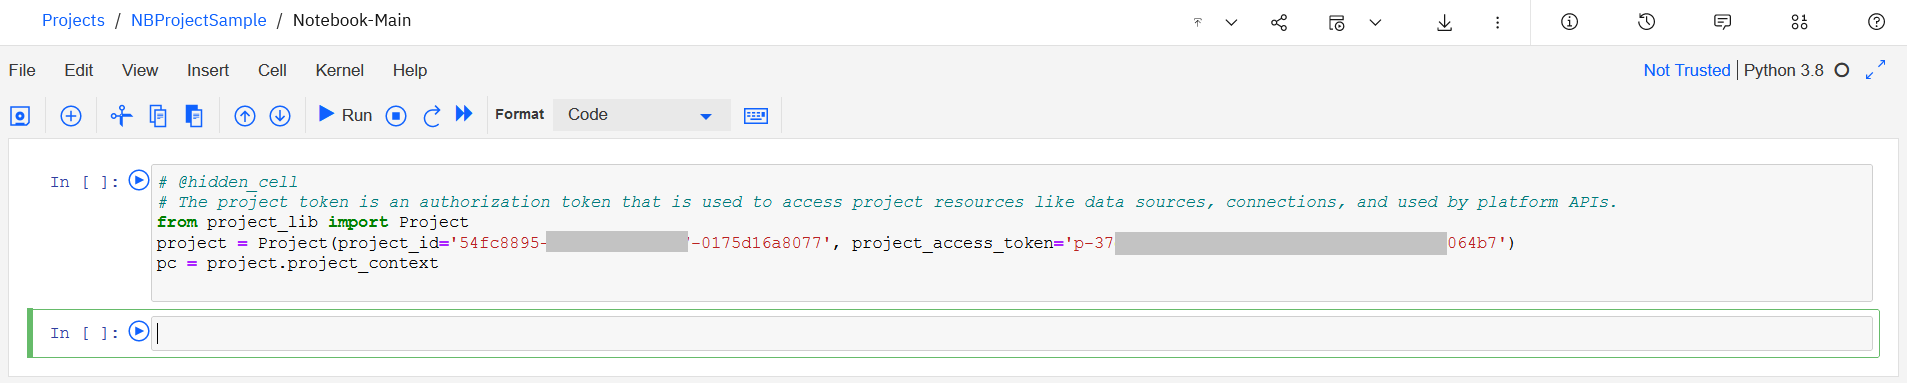 Projects / NBProjectSample / Notebook-Main
File Edit View Insert Cell Kernel Help
Not Trusted | Python 3.8
Run Format Code
In [ ]: # @hidden_cell
# The project token is an authorization token that is used to access project resources like data sources, connections, and used by platform APIs.
from project_lib import Project
project = Project(project_id='54fc8895- -0175d16a8077', project_access_token='p-37 064b7')
pc = project.project_context
In [ ]: